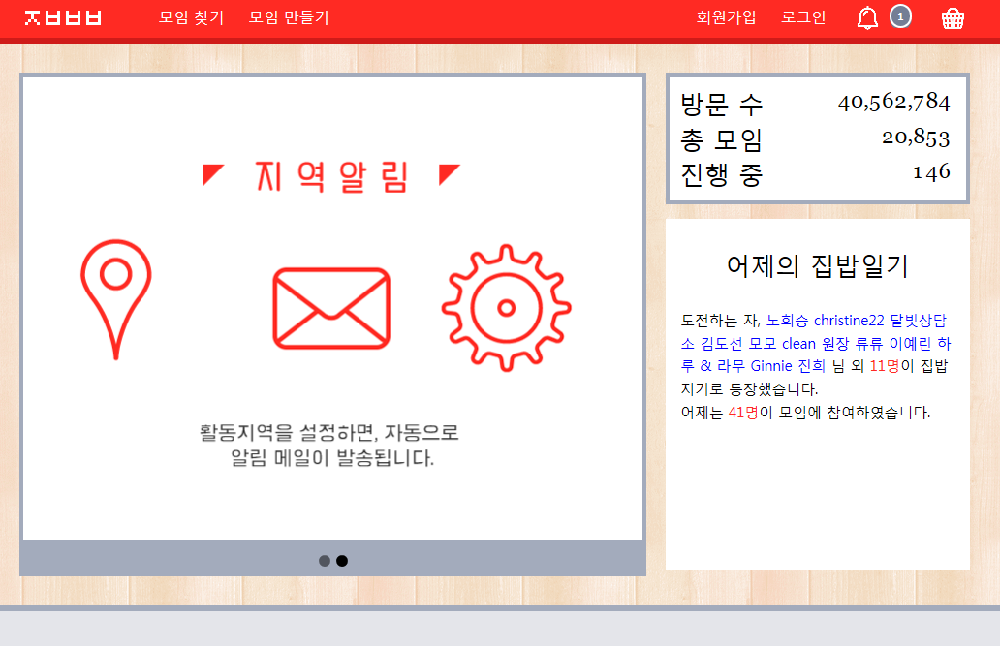 ㅈㅂㅂㅂ 모임 찾기 모임 만들기 회원가입 로그인 1
지역알림
활동지역을 설정하면, 자동으로
알림 메일이 발송됩니다.
방문 수 40,562,784
총 모임 20,853
진행 중 146
어제의 집밥일기
도전하는 자, 노희승 christine22 달빛상담
소 김도선 모모 clean 원장 류류 이예린 하
루 & 라무 Ginnie 진희 님 외 11명이 집밥
지기로 등장했습니다.
어제는 41명이 모임에 참여하였습니다.